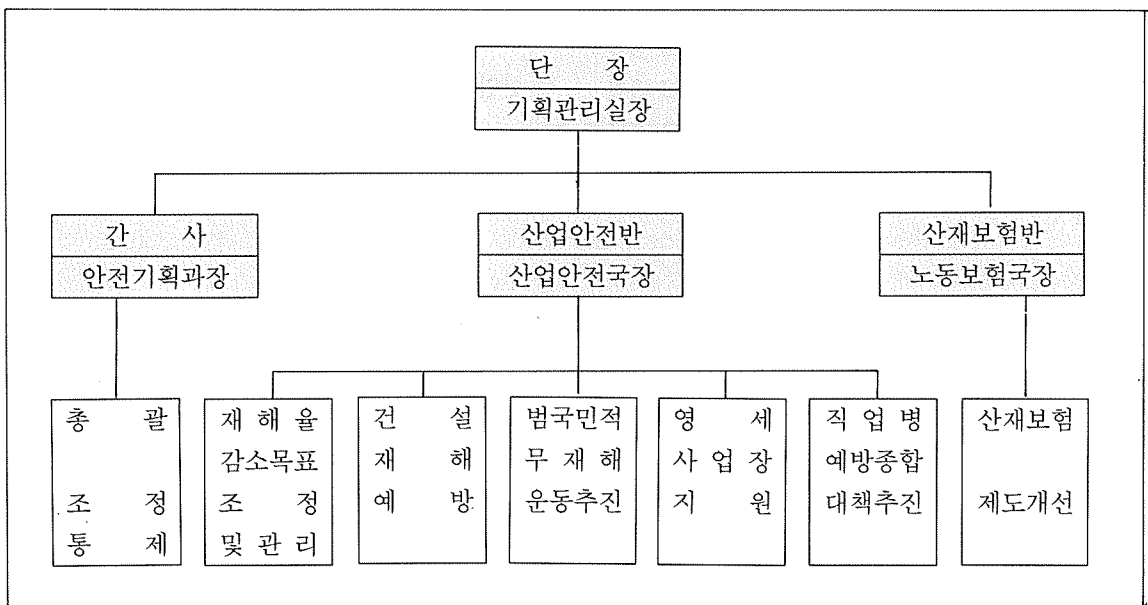 단 장
기획관리실장
간 사
안전기획과장
산업안전반
산업안전국장
산재보험반
노동보험국장
총 괄
조 정
통 제
재 해 율
감소목표
조 정
및 관 리
건 설
재 해
예 방
범국민적
무 재 해
운동추진
영 세
사 업 장
지 원
직 업 병
예방종합
대책추진
산재보험
제도개선